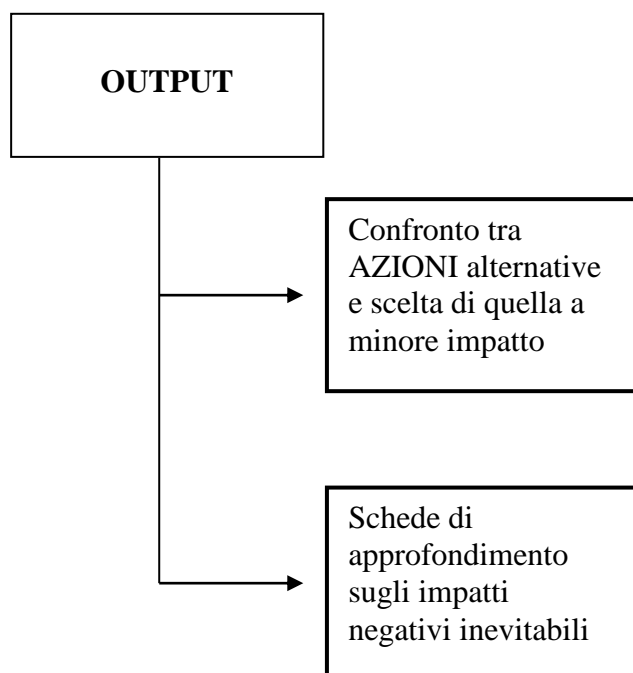 OUTPUT
Confronto tra
AZIONI alternative
e scelta di quella a
minore impatto
Schede di
approfondimento
sugli impatti
negativi inevitabili